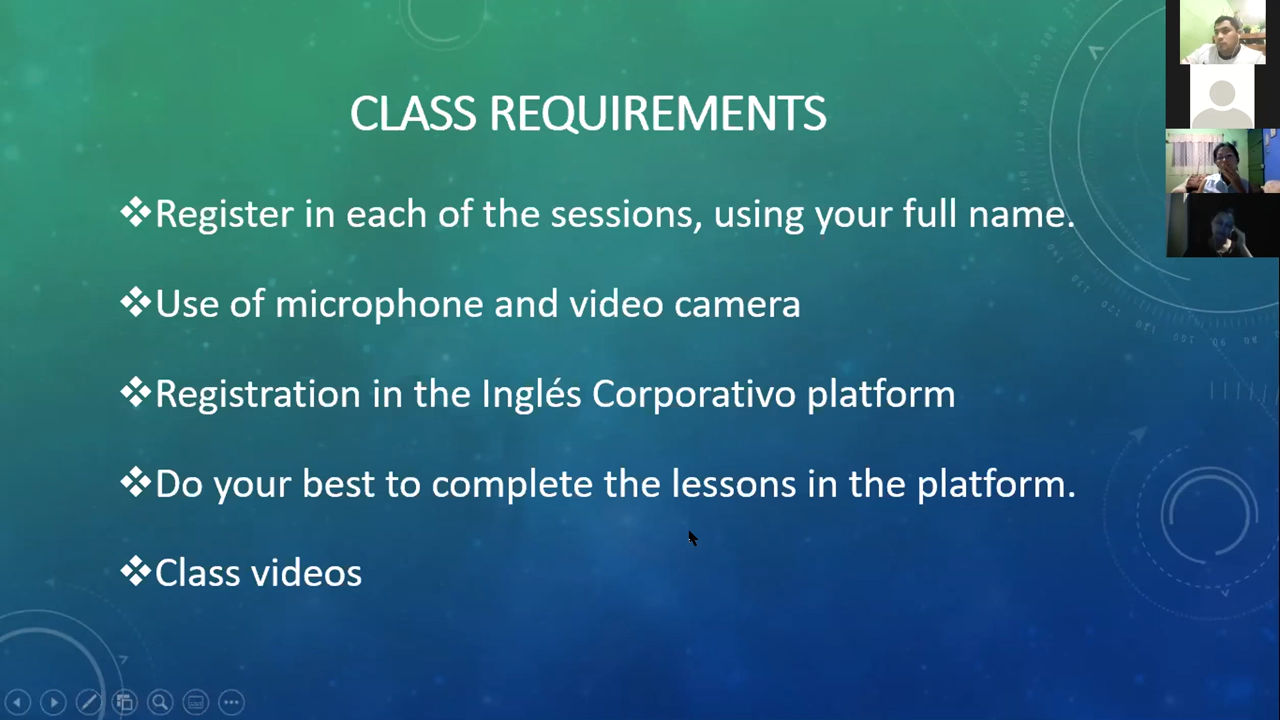 CLASS REQUIREMENTS
❖Register in each of the sessions, using your full name.
❖Use of microphone and video camera
❖Registration in the Inglés Corporativo platform
❖Do your best to complete the lessons in the platform.
❖Class videos